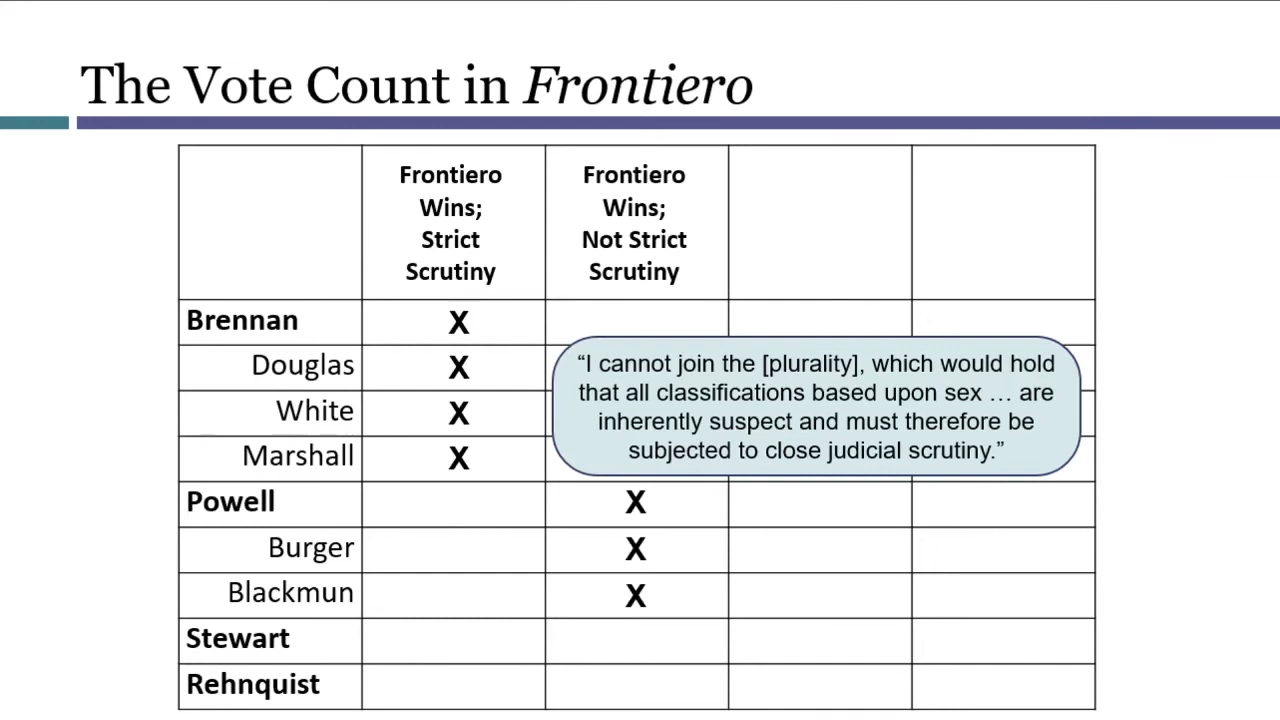 The Vote Count in Frontiero
Frontiero
Wins;
Strict
Scrutiny
Frontiero
Wins;
Not Strict
Scrutiny
Brennan X
Douglas X
White X
Marshall X
“I cannot join the [plurality], which would hold
that all classifications based upon sex … are
inherently suspect and must therefore be
subjected to close judicial scrutiny.”
Powell X
Burger X
Blackmun X
Stewart
Rehnquist